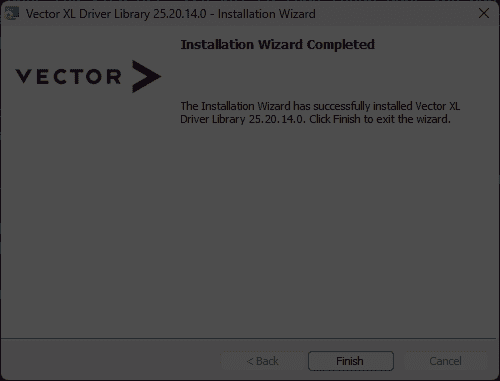 Vector XL Driver Library 25.20.14.0 - Installation Wizard
Installation Wizard Completed
VECTOR
The Installation Wizard has successfully installed Vector XL
Driver Library 25.20.14.0. Click Finish to exit the wizard.
< Back
Finish
Cancel